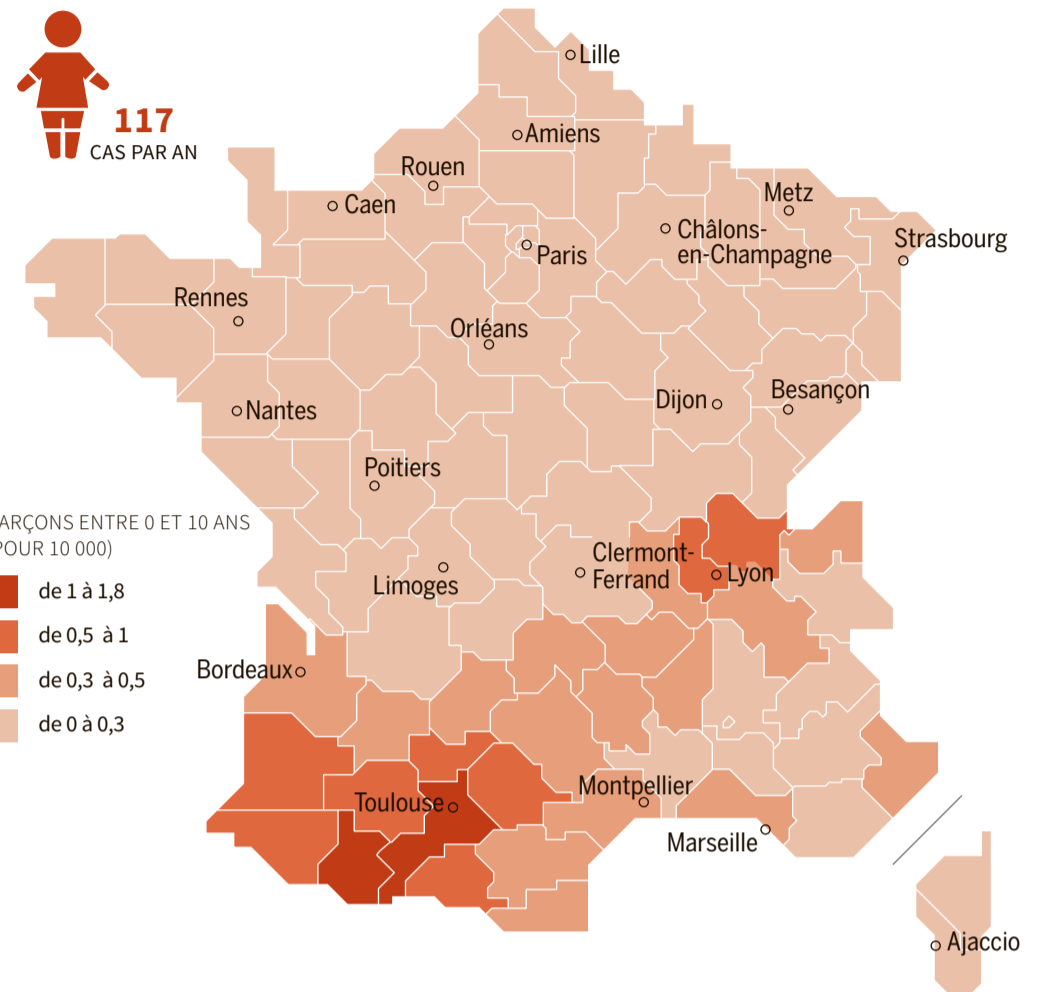 117
CAS PAR AN
Lille
Amiens
Rouen
Caen
Metz
Châlons-
en-Champagne
Strasbourg
Paris
Rennes
Orléans
Dijon
Besançon
Nantes
Poitiers
ARÇONS ENTRE 0 ET 10 ANS
POUR 10 000)
Clermont-
Ferrand
Lyon
Limoges
de 1 à 1,8
de 0,5 à 1
de 0,3 à 0,5
de 0 à 0,3
Bordeaux
Toulouse
Montpellier
Marseille
Ajaccio